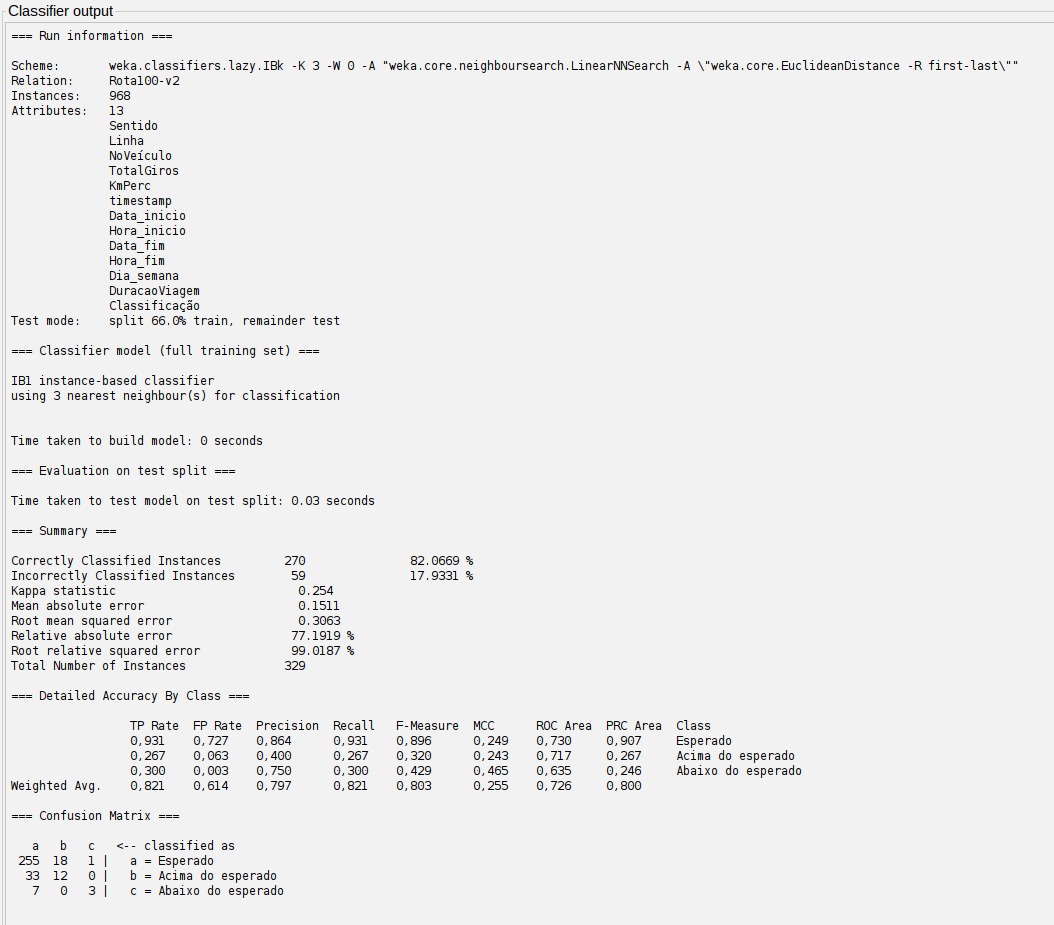 Classifier output
=== Run information ===
Scheme: weka.classifiers.lazy.IBk -K 3 -W 0 -A "weka.core.neighboursearch.LinearNNSearch -A \"weka.core.EuclideanDistance -R first-last\""
Relation: Rota100-v2
Instances: 968
Attributes: 13
Sentido
Linha
NoVeículo
TotalGiros
KmPerc
timestamp
Data_inicio
Hora_inicio
Data_fim
Hora_fim
Dia_semana
DuracaoViagem
Classificação
Test mode: split 66.0% train, remainder test
=== Classifier model (full training set) ===
IB1 instance-based classifier
using 3 nearest neighbour(s) for classification
Time taken to build model: 0 seconds
=== Evaluation on test split ===
Time taken to test model on test split: 0.03 seconds
=== Summary ===
Correctly Classified Instances 270 82.0669 %
Incorrectly Classified Instances 59 17.9331 %
Kappa statistic 0.254
Mean absolute error 0.1511
Root mean squared error 0.3063
Relative absolute error 77.1919 %
Root relative squared error 99.0187 %
Total Number of Instances 329
=== Detailed Accuracy By Class ===
TP Rate FP Rate Precision Recall F-Measure MCC ROC Area PRC Area Class
0,931 0,727 0,864 0,931 0,896 0,249 0,730 0,907 Esperado
0,267 0,063 0,400 0,267 0,320 0,243 0,717 0,267 Acima do esperado
0,300 0,003 0,750 0,300 0,429 0,465 0,635 0,246 Abaixo do esperado
Weighted Avg. 0,821 0,614 0,797 0,821 0,803 0,255 0,726 0,800
=== Confusion Matrix ===
a b c <-- classified as
255 18 1 | a = Esperado
33 12 0 | b = Acima do esperado
7 0 3 | c = Abaixo do esperado